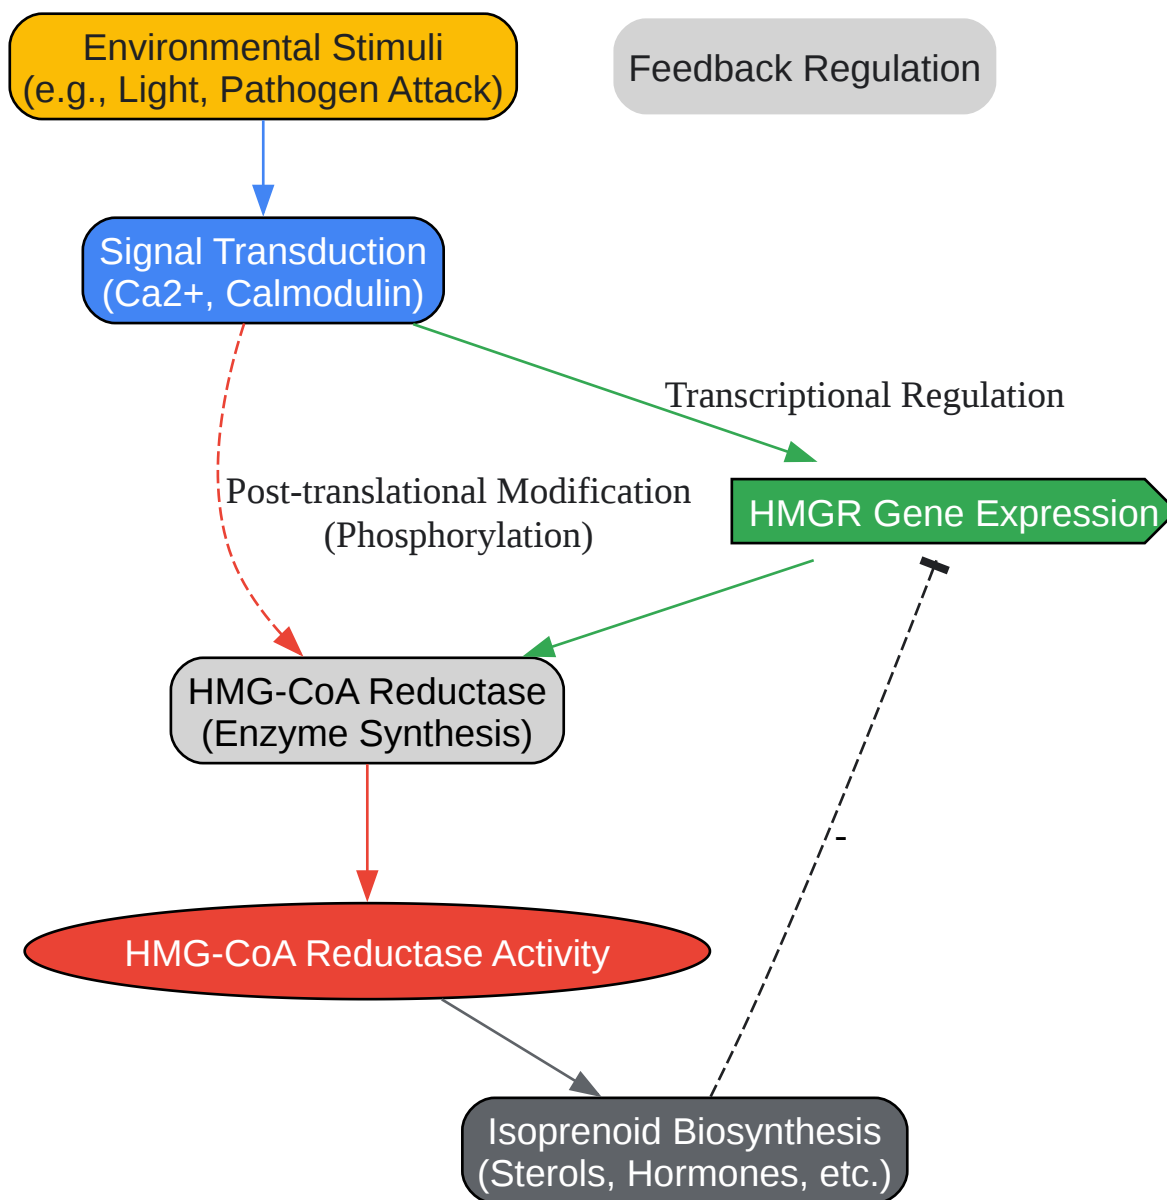 Environmental Stimuli
(e.g., Light, Pathogen Attack)
Feedback Regulation
Signal Transduction
(Ca2+, Calmodulin)
Transcriptional Regulation
Post-translational Modification
(Phosphorylation)
HMGR Gene Expression
HMG-CoA Reductase
(Enzyme Synthesis)
-
HMG-CoA Reductase Activity
Isoprenoid Biosynthesis
(Sterols, Hormones, etc.)